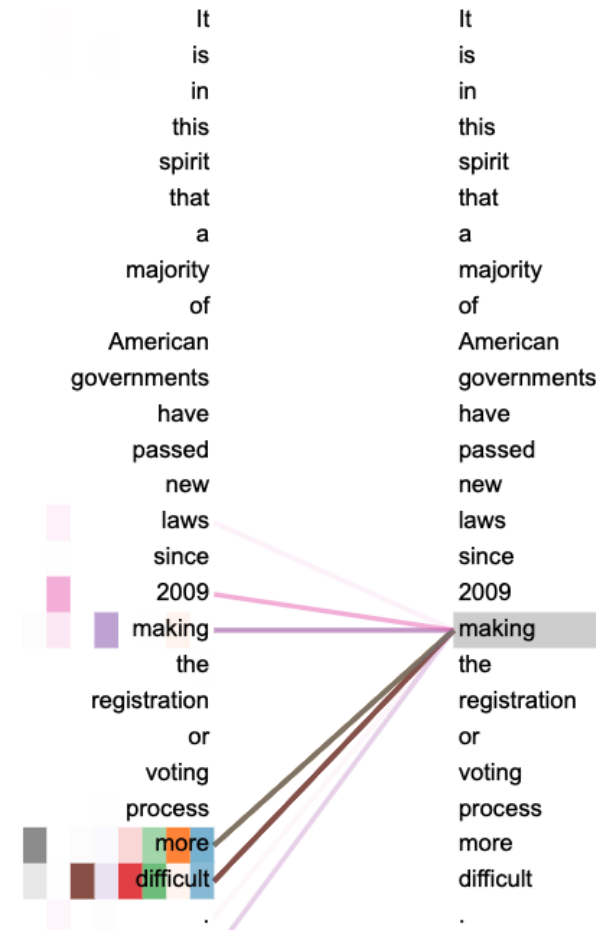 It It
is is
in in
this this
spirit spirit
that that
a a
majority majority
of of
American American
governments governments
have have
passed passed
new new
laws laws
since since
2009 2009
making making
the the
registration registration
or or
voting voting
process process
more more
difficult difficult
. .